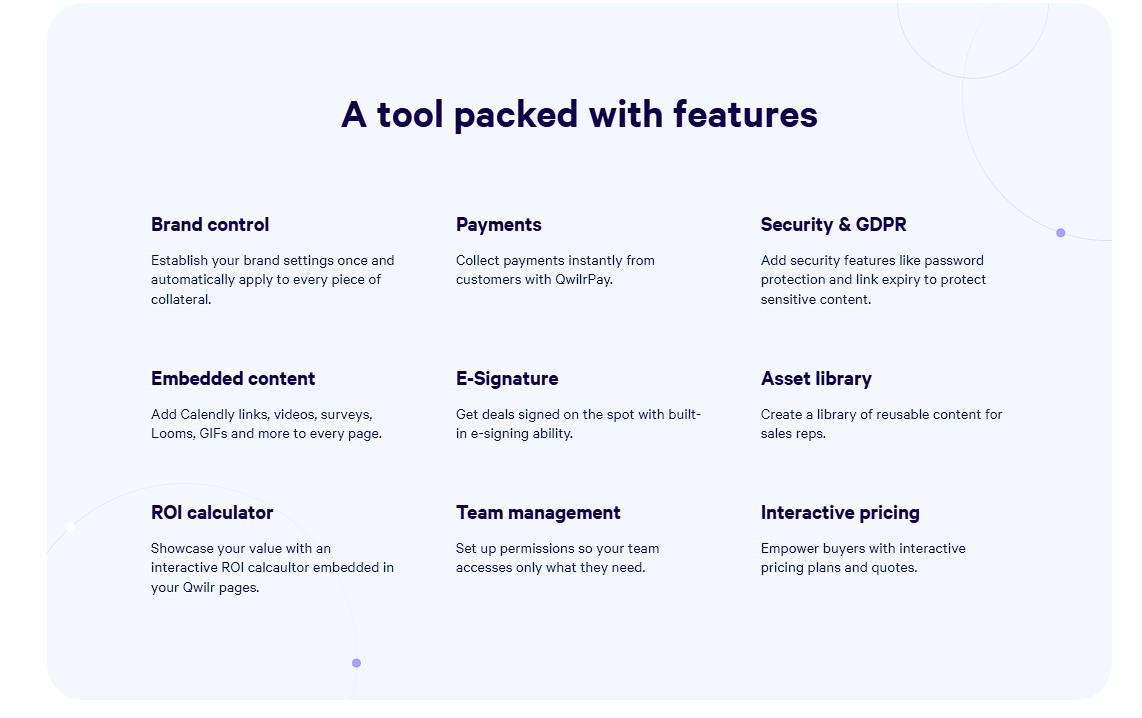 A tool packed with features
Brand control
Establish your brand settings once and
automatically apply to every piece of
collateral.
Payments
Collect payments instantly from
customers with QwilrPay.
Security & GDPR
Add security features like password
protection and link expiry to protect
sensitive content.
Embedded content
Add Calendly links, videos, surveys,
Looms, GIFs and more to every page.
E-Signature
Get deals signed on the spot with built-
in e-signing ability.
Asset library
Create a library of reusable content for
sales reps.
ROI calculator
Showcase your value with an
interactive ROI calcaultor embedded in
your Qwilr pages.
Team management
Set up permissions so your team
accesses only what they need.
Interactive pricing
Empower buyers with interactive
pricing plans and quotes.